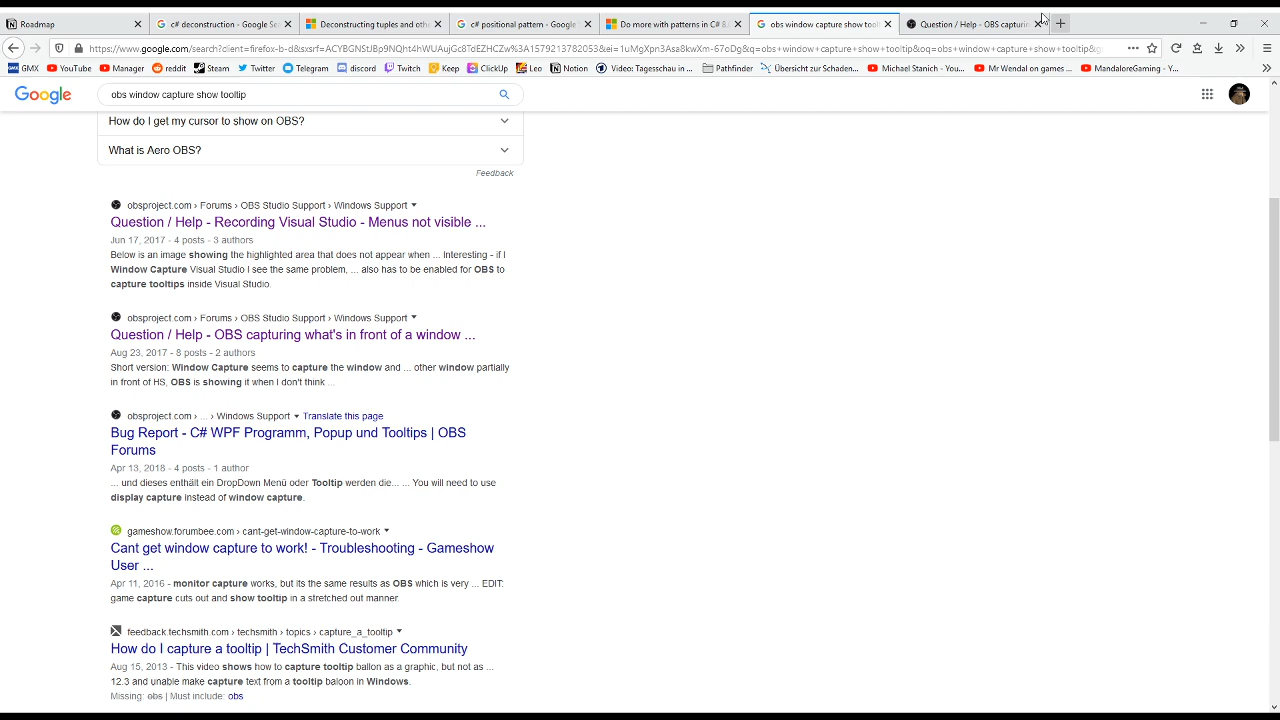 Roadmap
c# deconstruction - Google Se
Deconstructing tuples and othe
c# positional pattern - Google
Do more with patterns in C# 8.
obs window capture show toolt
Question / Help - OBS capturin
GMX
YouTube
Manager
reddit
Steam
Twitter
Telegram
discord
Twitch
Keep
ClickUp
Notion
Video: Tagesschau in ...
Pathfinder
Übersicht zu Schaden...
Michael Stanich - You...
Mr Wendal on games ...
MandaloreGaming - Y...
Google
obs window capture show tooltip
How do I get my cursor to show on OBS?
What is Aero OBS?
Feedback
obsproject.com › Forums › OBS Studio Support › Windows Support
Question / Help - Recording Visual Studio - Menus not visible ...
Jun 17, 2017 - 4 posts - 3 authors
Below is an image showing the highlighted area that does not appear when ... Interesting - if I
Window Capture Visual Studio I see the same problem, ... also has to be enabled for OBS to
capture tooltips inside Visual Studio.
obsproject.com › Forums › OBS Studio Support › Windows Support
Question / Help - OBS capturing what's in front of a window ...
Aug 23, 2017 - 8 posts - 2 authors
Short version: Window Capture seems to capture the window and ... other window partially
in front of HS, OBS is showing it when I don't think ...
obsproject.com › ... › Windows Support Translate this page
Bug Report - C# WPF Programm, Popup und Tooltips | OBS
Forums
Apr 13, 2018 - 4 posts - 1 author
... und dieses enthält ein DropDown Menü oder Tooltip werden die... ... You will need to use
display capture instead of window capture.
gameshow.forumbee.com › cant-get-window-capture-to-work
Cant get window capture to work! - Troubleshooting - Gameshow
User ...
Apr 11, 2016 - monitor capture works, but its the same results as OBS which is very ... EDIT:
game capture cuts out and show tooltip in a stretched out manner.
feedback.techsmith.com › techsmith › topics › capture_a_tooltip
How do I capture a tooltip | TechSmith Customer Community
Aug 15, 2013 - This video shows how to capture tooltip ballon as a graphic, but not as ...
12.3 and unable make capture text from a tooltip baloon in Windows.
Missing: obs | Must include: obs